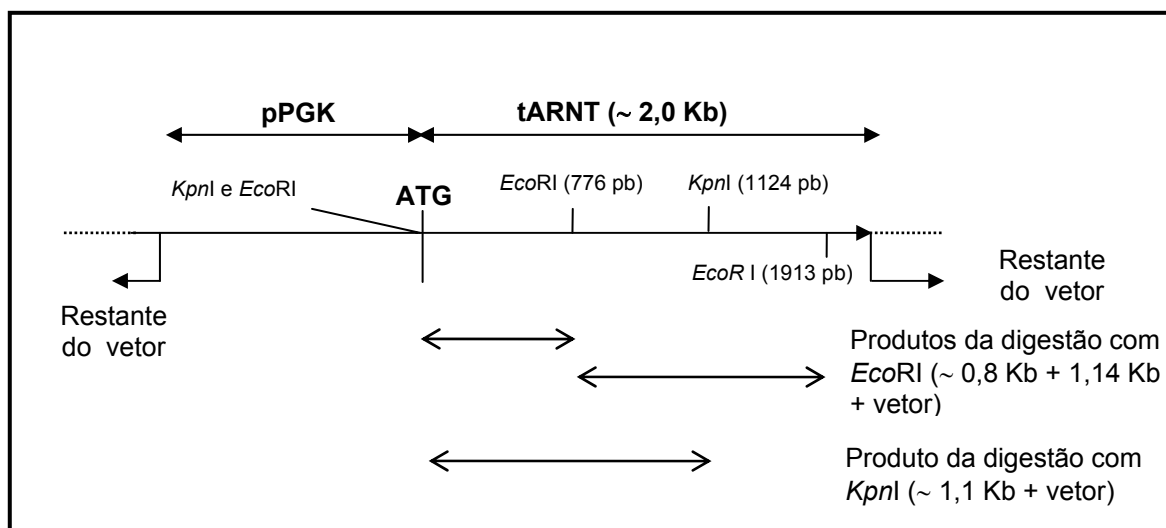 pPGK
tARNT (~ 2,0 Kb)
KpnI e EcoRI
ATG
EcoRI (776 pb)
KpnI (1124 pb)
EcoR I (1913 pb)
Restante
do vetor
Restante
do vetor
Produtos da digestão com
EcoRI (~ 0,8 Kb + 1,14 Kb
+ vetor)
Produto da digestão com
KpnI (~ 1,1 Kb + vetor)